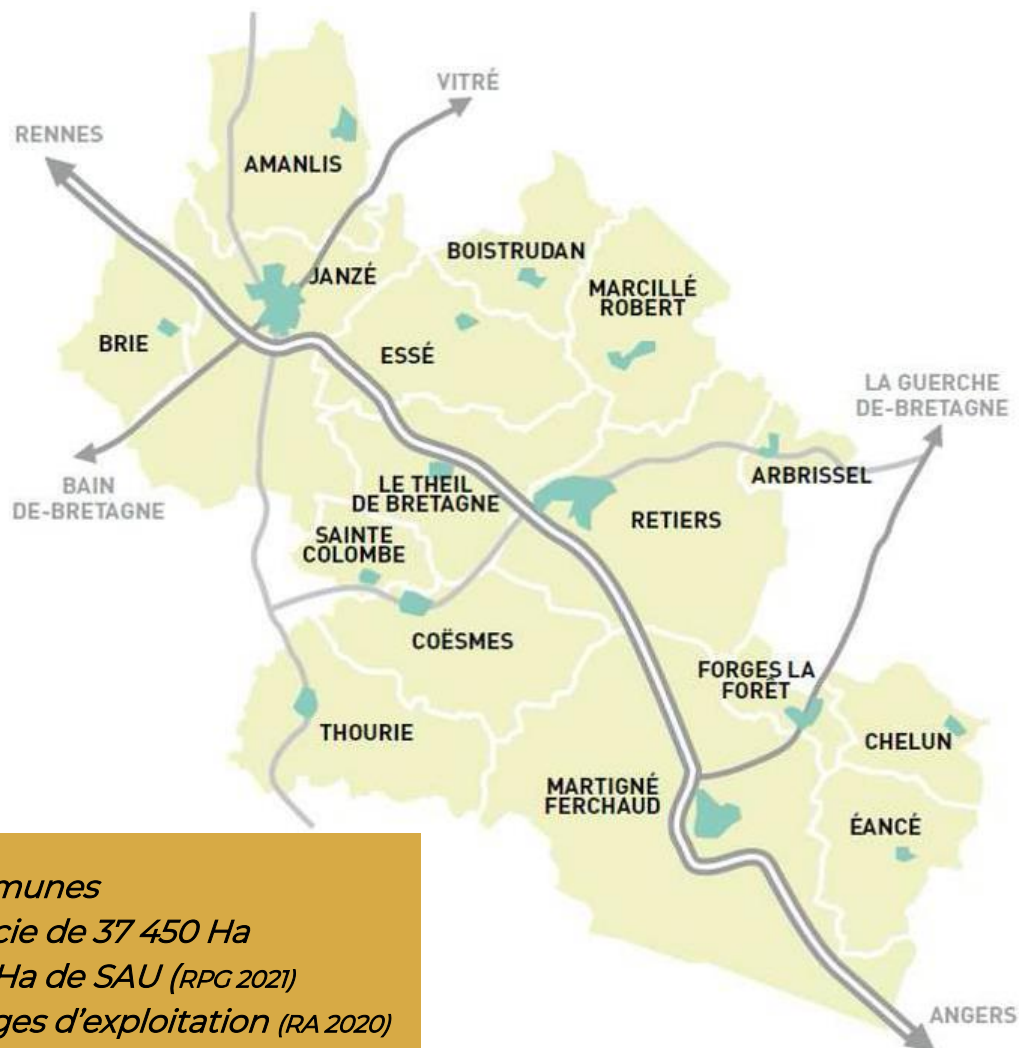 VITRÉ
RENNES
AMANLIS
BOISTRUDAN
JANZÉ
MARCILLÉ
ROBERT
BRIE
ESSÉ
LA GUERCHE
DE-BRETAGNE
BAIN
DE-BRETAGNE
LE THEIL
DE BRETAGNE
ARBRISSEL
RETIERS
SAINTE
COLOMBE
COËSMES
FORGES LA
FORÊT
THOURIE
CHELUN
MARTIGNÉ
FERCHAUD
ÉANCÉ
ANGERS
munes
cie de 37 450 Ha
Ha de SAU (RPG 2021)
ges d'exploitation (RA 2020)